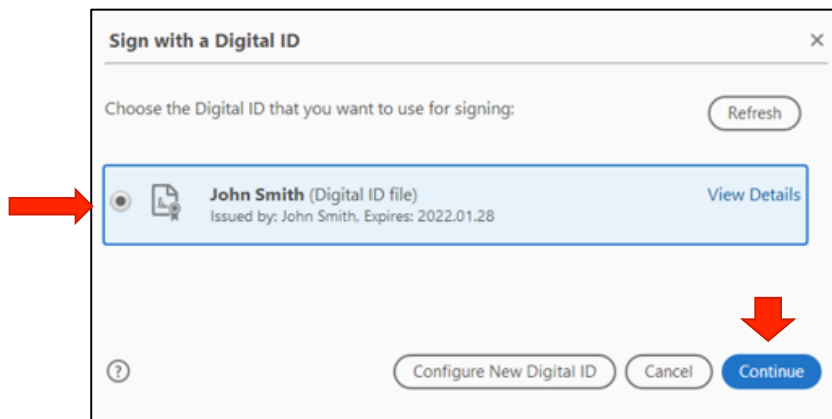 Sign with a Digital ID
Choose the Digital ID that you want to use for signing:
Refresh
John Smith (Digital ID file)
View Details
Issued by: John Smith, Expires: 2022.01.28
?
Configure New Digital ID
Cancel
Continue